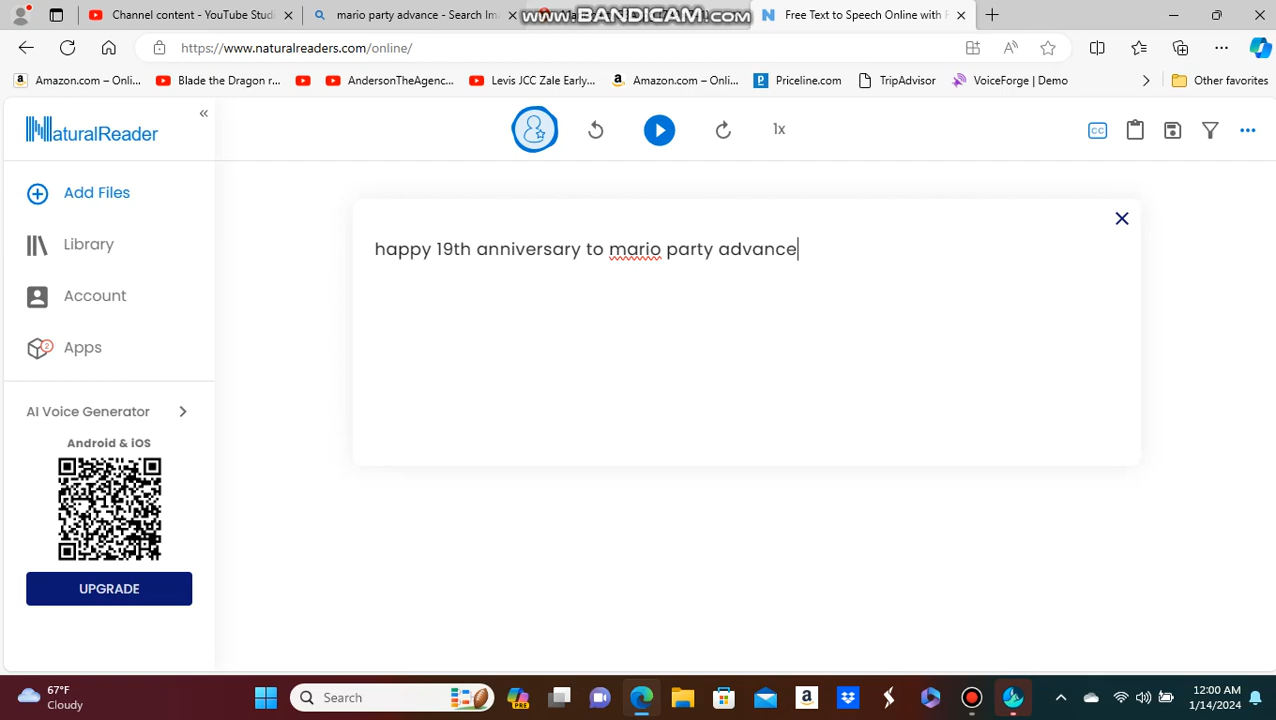 Channel content - YouTube Stud
mario party advance - Search Im
www.BANDICAM.com
Free Text to Speech Online with F
https://www.naturalreaders.com/online/
Amazon.com – Onli...
Blade the Dragon r...
AndersonTheAgenc...
Levis JCC Zale Early...
Amazon.com – Onli...
Priceline.com
TripAdvisor
VoiceForge | Demo
Other favorites
NaturalReader
1x
CC
Add Files
Library
Account
Apps
2
happy 19th anniversary to mario party advance
AI Voice Generator
Android & iOS
UPGRADE
67°F
Cloudy
Search
PRE
12:00 AM
1/14/2024